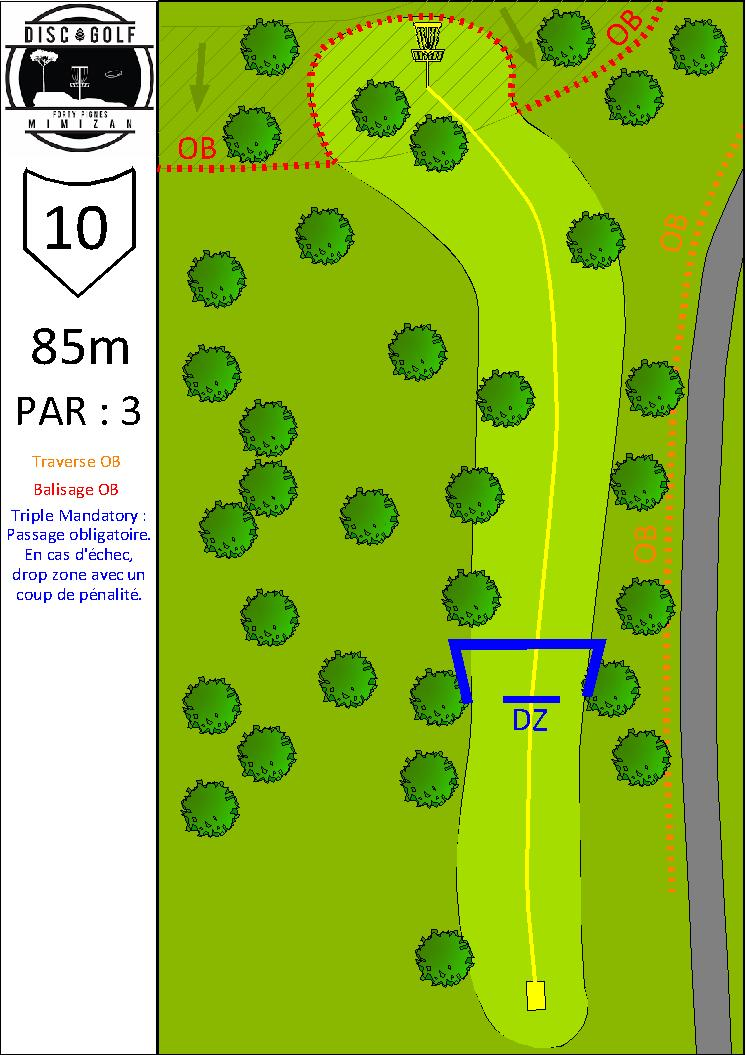 DISC GOLF
FORTY PIGNES
MIMIZAN
10
85m
PAR : 3
Traverse OB
Balisage OB
Triple Mandatory :
Passage obligatoire.
En cas d'échec,
drop zone avec un
coup de pénalité.
OB
OB
OB
OB
DZ